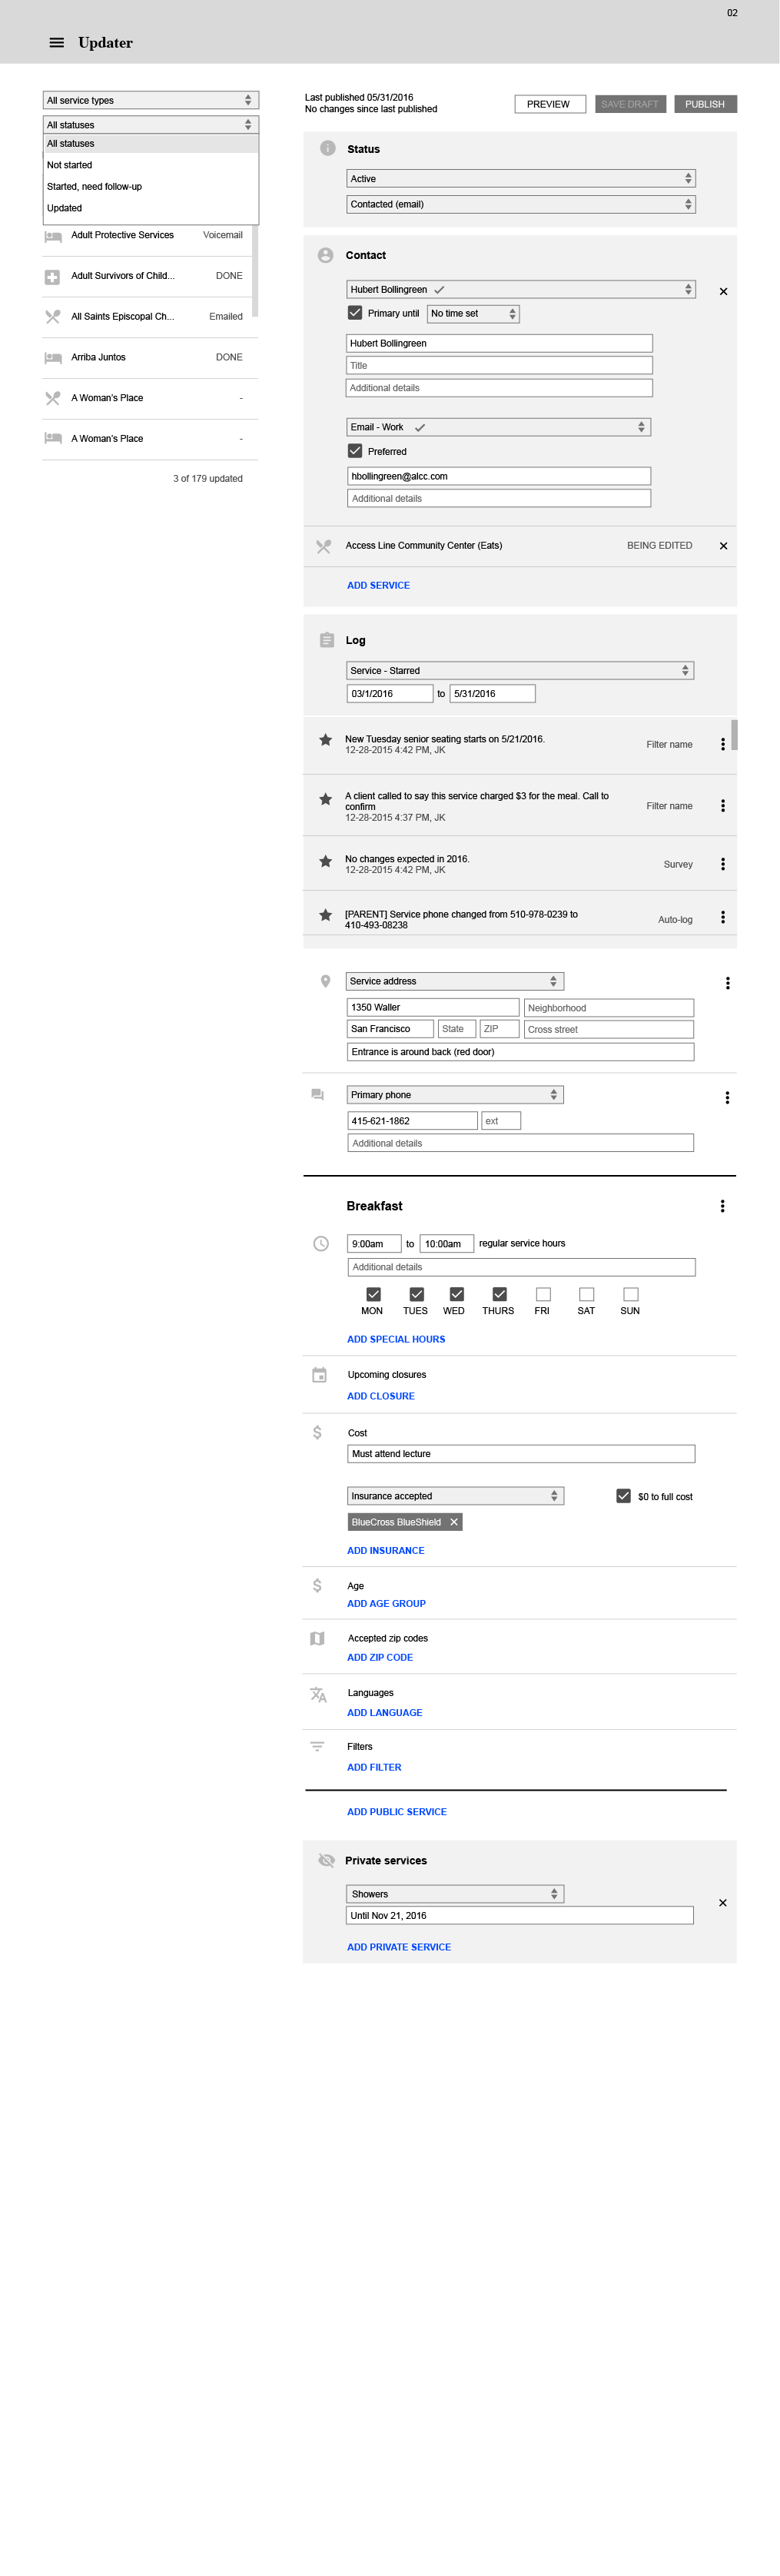 02
Updater
All service types
All statuses
All statuses
Not started
Started, need follow-up
Updated
Adult Protective Services Voicemail
Adult Survivors of Child... DONE
All Saints Episcopal Ch... Emailed
Arriba Juntos DONE
A Woman's Place -
A Woman's Place -
3 of 179 updated
Last published 05/31/2016
No changes since last published
PREVIEW SAVE DRAFT PUBLISH
Status
Active
Contacted (email)
Contact
Hubert Bollingreen
Primary until No time set
Hubert Bollingreen
Title
Additional details
Email - Work
Preferred
hbollingreen@alcc.com
Additional details
Access Line Community Center (Eats) BEING EDITED
ADD SERVICE
Log
Service - Starred
03/1/2016 to 5/31/2016
New Tuesday senior seating starts on 5/21/2016.
12-28-2015 4:42 PM, JK
Filter name
A client called to say this service charged $3 for the meal. Call to
confirm
12-28-2015 4:37 PM, JK
Filter name
No changes expected in 2016.
12-28-2015 4:42 PM, JK
Survey
[PARENT] Service phone changed from 510-978-0239 to
410-493-08238
Auto-log
Service address
1350 Waller Neighborhood
San Francisco State ZIP Cross street
Entrance is around back (red door)
Primary phone
415-621-1862 ext
Additional details
Breakfast
9:00am to 10:00am regular service hours
Additional details
MON TUES WED THURS FRI SAT SUN
ADD SPECIAL HOURS
Upcoming closures
ADD CLOSURE
Cost
Must attend lecture
Insurance accepted $0 to full cost
BlueCross BlueShield
ADD INSURANCE
Age
ADD AGE GROUP
Accepted zip codes
ADD ZIP CODE
Languages
ADD LANGUAGE
Filters
ADD FILTER
ADD PUBLIC SERVICE
Private services
Showers
Until Nov 21, 2016
ADD PRIVATE SERVICE